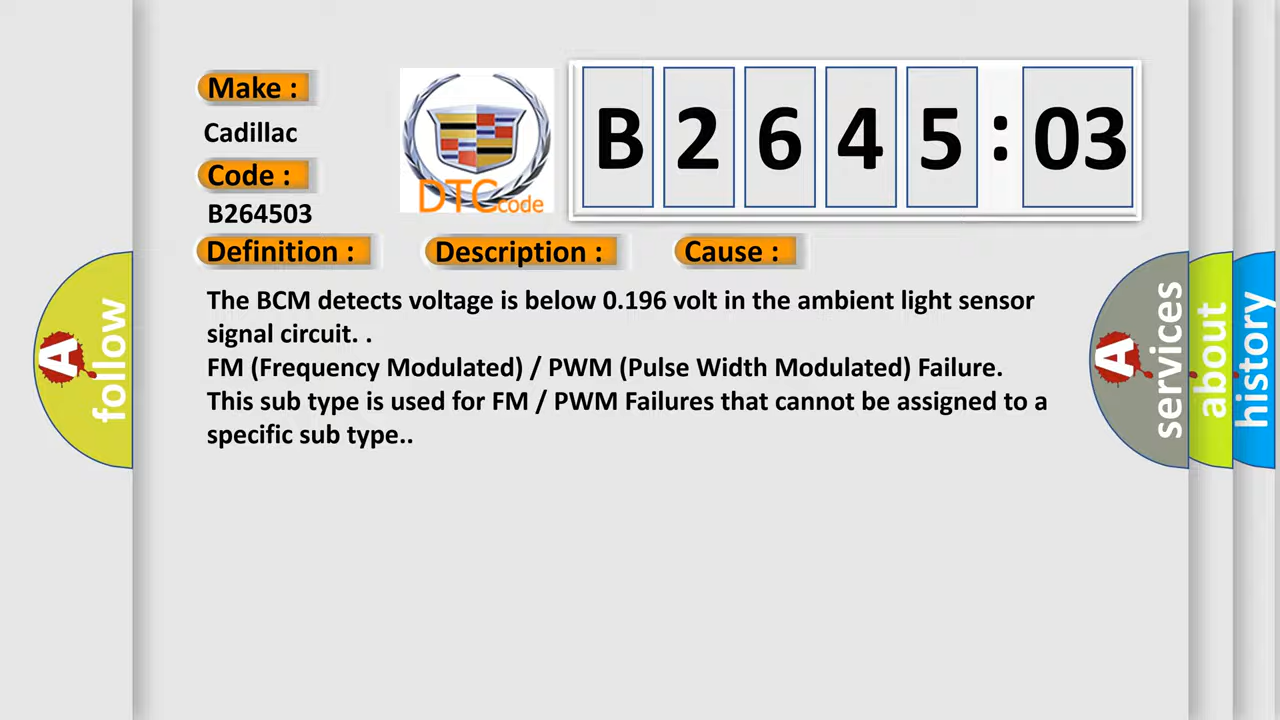 Make :
Cadillac
Code :
B264503
DTC code
B 2 6 4 5 : 03
Definition : Description : Cause :
The BCM detects voltage is below 0.196 volt in the ambient light sensor
signal circuit. .
FM (Frequency Modulated) / PWM (Pulse Width Modulated) Failure.
This sub type is used for FM / PWM Failures that cannot be assigned to a
specific sub type..
A
follow
A
services
about
history